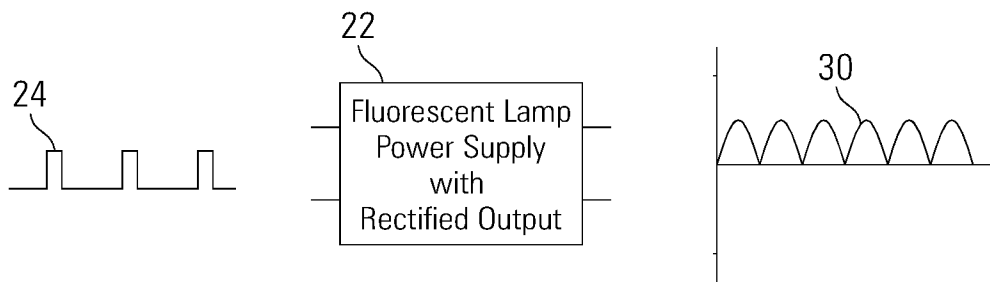 22
24
30
Fluorescent Lamp
Power Supply
with
Rectified Output